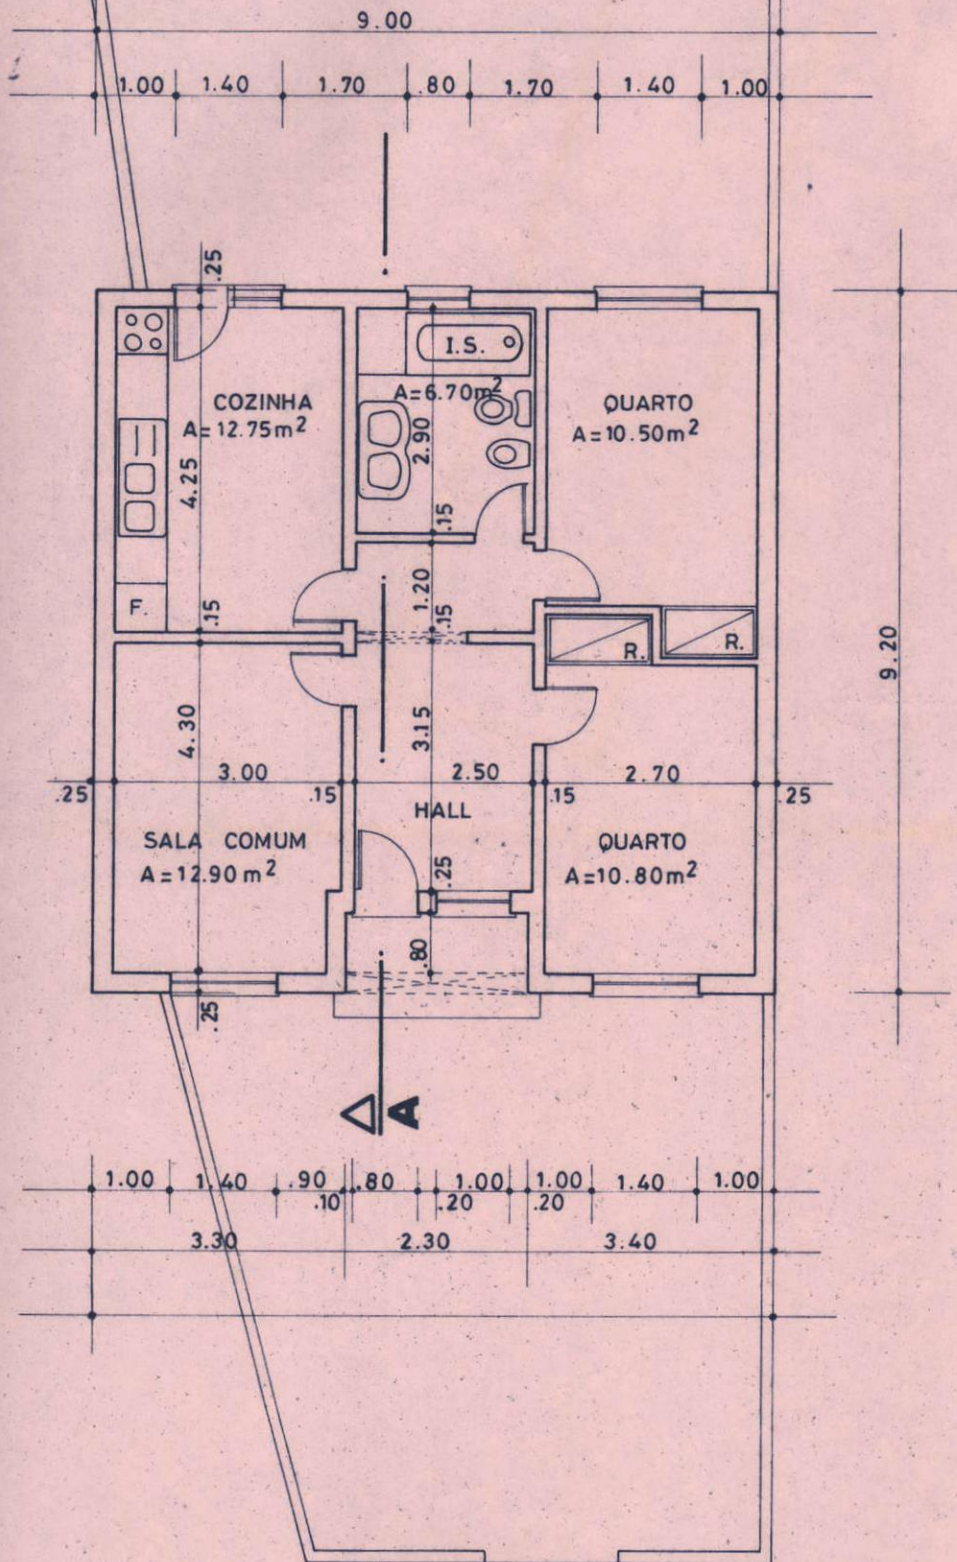 9.00
1.00 1.40 1.70 .80 1.70 1.40 1.00
.25
I.S.
A=6.70m²
COZINHA
A=12.75m²
QUARTO
A=10.50m²
2.90
4.25
.15
1.20
F.
.15
.15
R.
R.
9.20
4.30
3.15
3.00 2.50 2.70
.25 .15 .15 .25
HALL
SALA COMUM
A=12.90m²
QUARTO
A=10.80m²
.25
.80
.25
A
1.00 1.40 .90 .80 1.00 1.00 1.40 1.00
.10 .20 .20
3.30 2.30 3.40